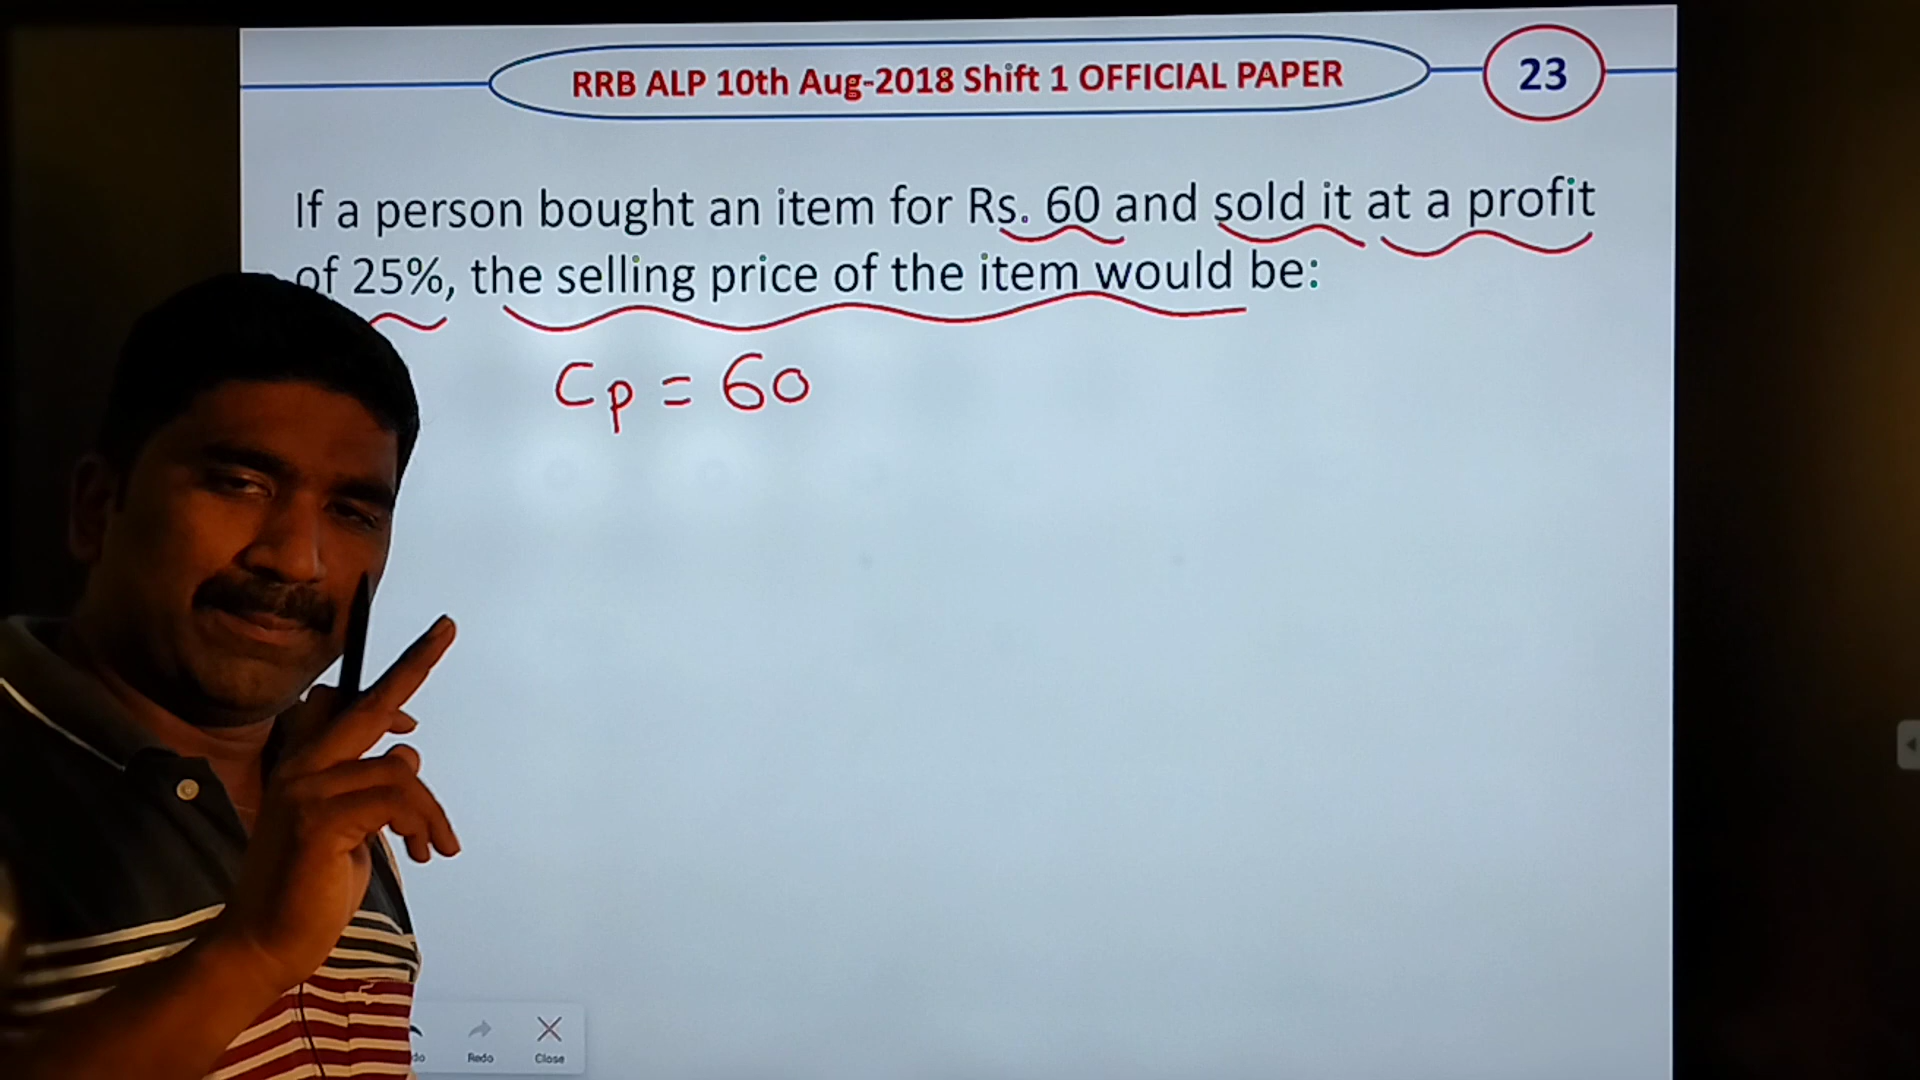 RRB ALP 10th Aug-2018 Shift 1 OFFICIAL PAPER
23
If a person bought an item for Rs. 60 and sold it at a profit
of 25%, the selling price of the item would be:
Cp = 60
do Redo Close